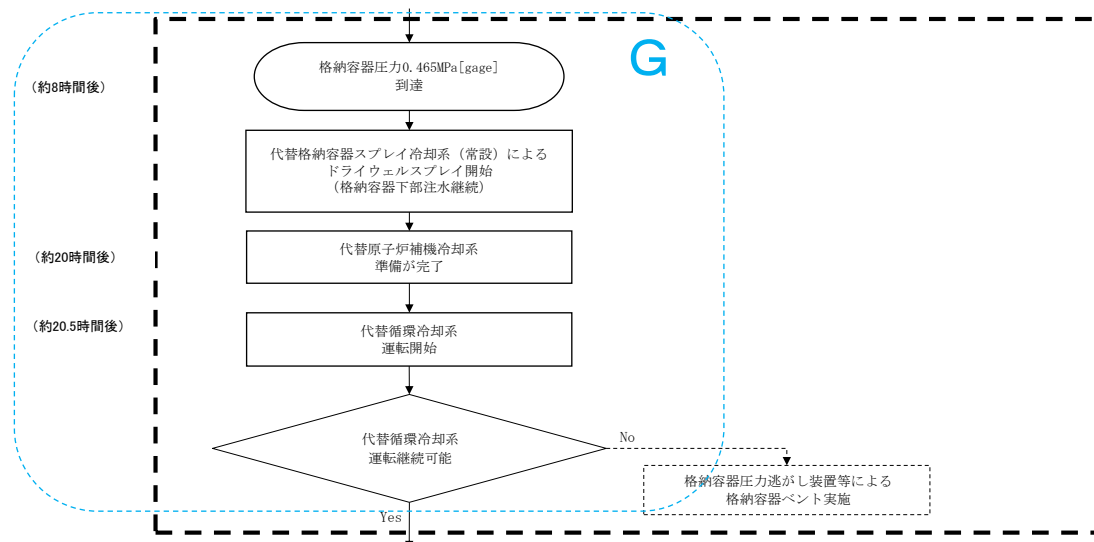 G
格納容器圧力0.465MPa[gage]
到達
(約8時間後)
代替格納容器スプレイ冷却系（常設）による
ドライウェルスプレイ開始
（格納容器下部注水継続）
(約20時間後)
代替原子炉補機冷却系
準備が完了
(約20.5時間後)
代替循環冷却系
運転開始
代替循環冷却系
運転継続可能
No
格納容器圧力逃がし装置等による
格納容器ベント実施
Yes